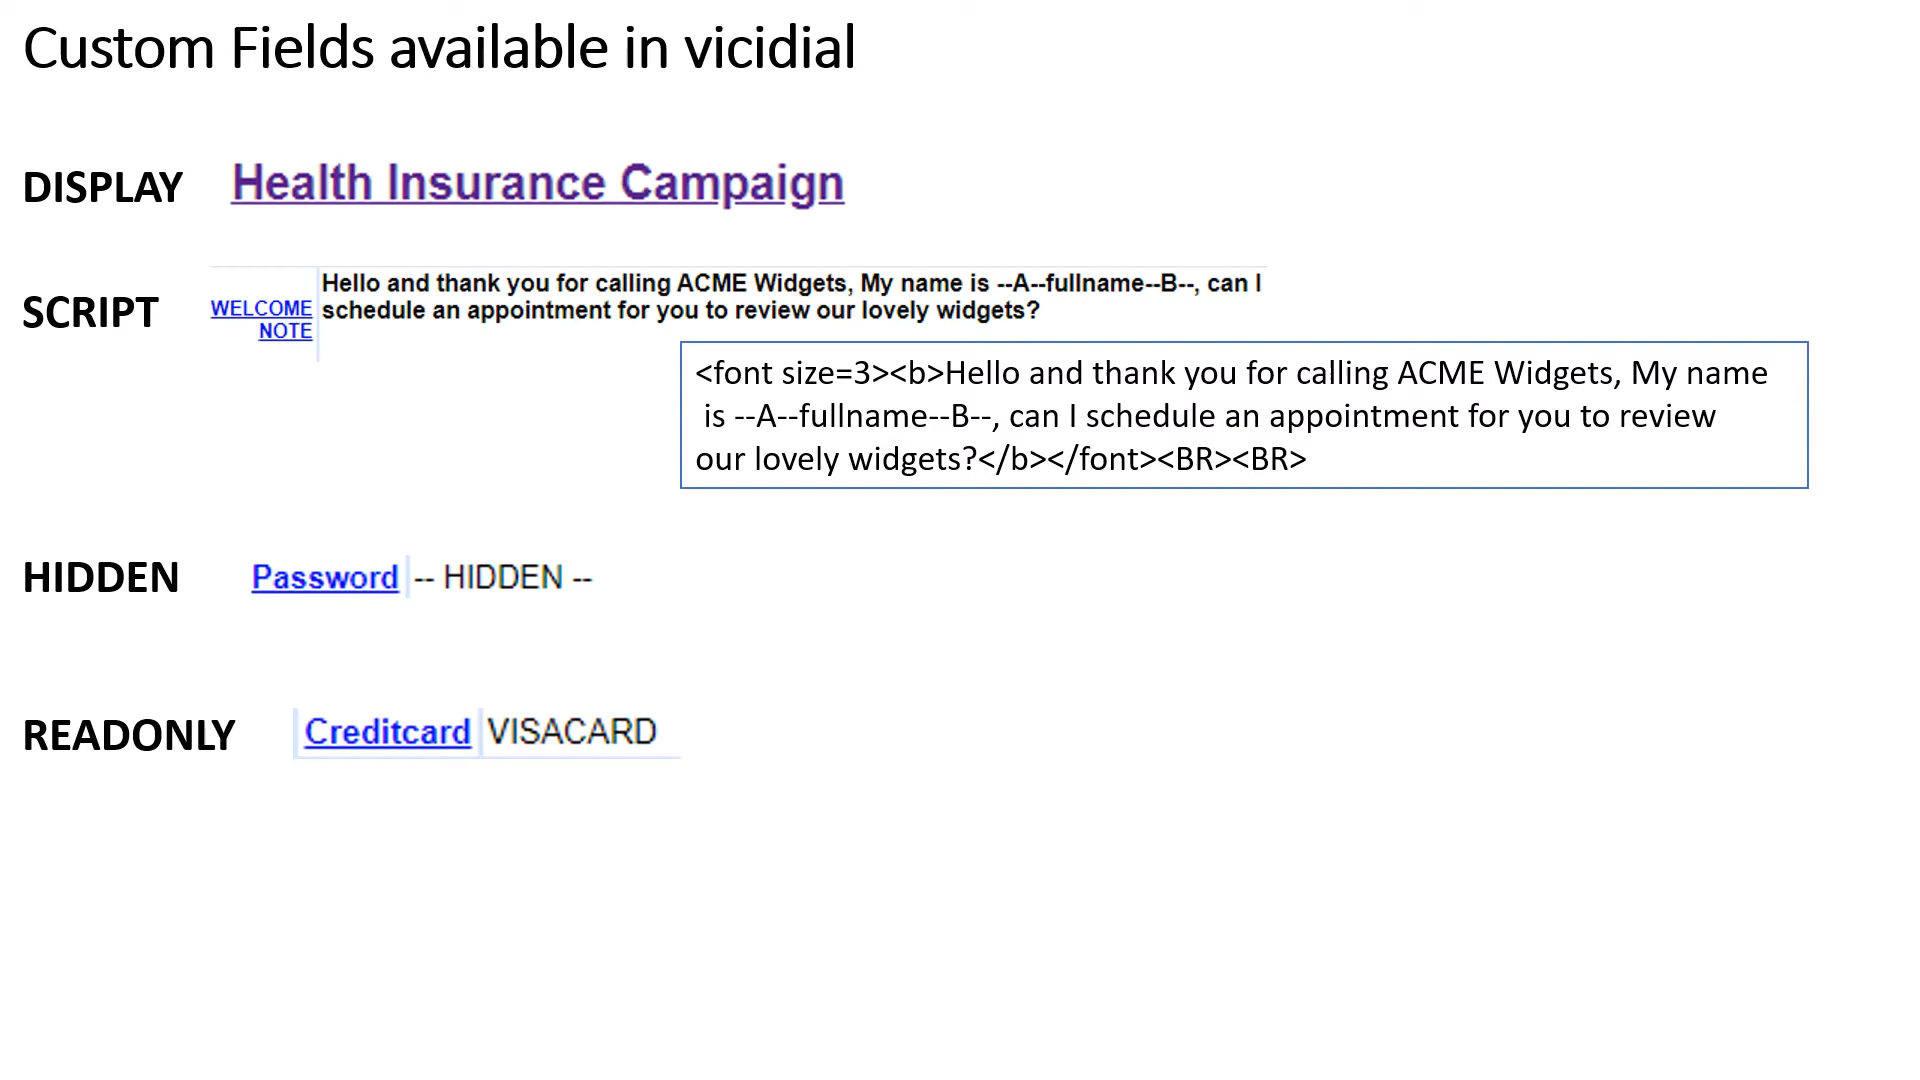 Custom Fields available in vicidial
DISPLAY Health Insurance Campaign
SCRIPT
WELCOME
NOTE
Hello and thank you for calling ACME Widgets, My name is --A--fullname--B--, can I
schedule an appointment for you to review our lovely widgets?
<font size=3><b>Hello and thank you for calling ACME Widgets, My name
is --A--fullname--B--, can I schedule an appointment for you to review
our lovely widgets?</b></font><BR><BR>
HIDDEN Password -- HIDDEN --
READONLY Creditcard VISACARD